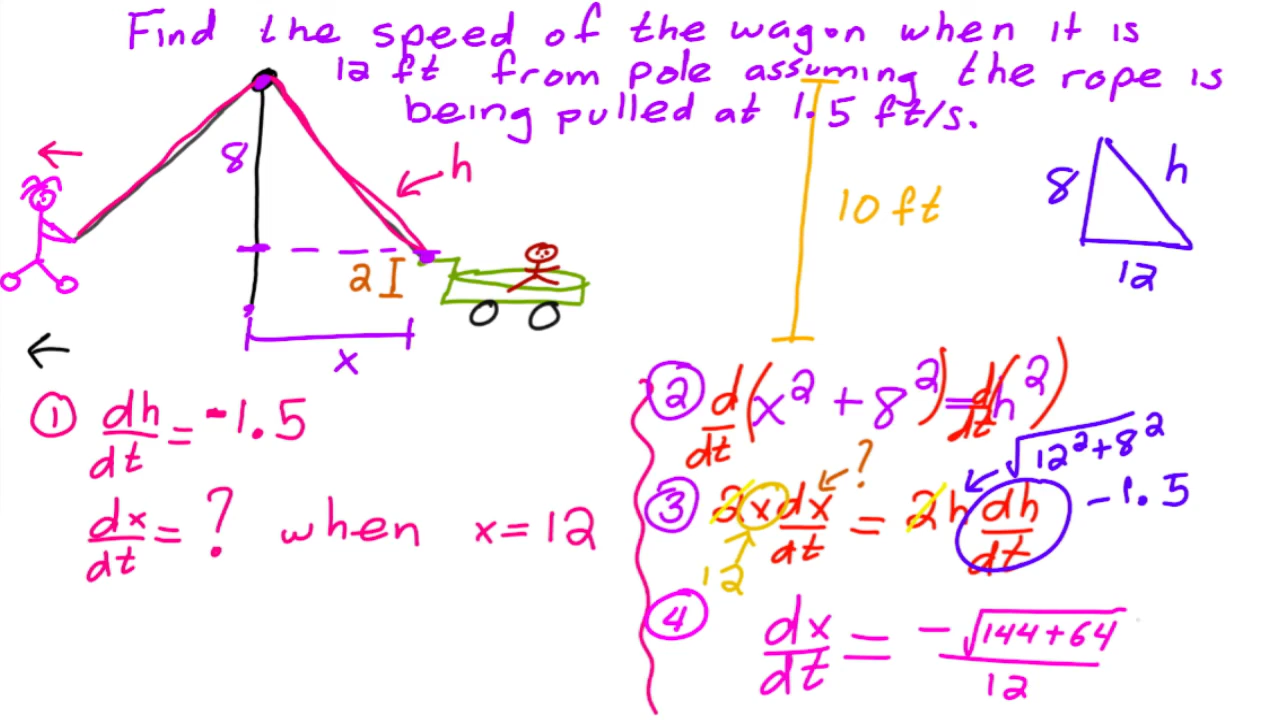 Find the speed of the wagon when it is
12 ft from pole assuming the rope is
being pulled at 1.5 ft/s.
8
h
2
x
10 ft
8
h
12
① dh/dt = -1.5
dx/dt = ? when x = 12
② d/dt (x² + 8²) = d/dt (h²)
√12² + 8²
?
③ 2x dx/dt = 2h dh/dt -1.5
12
④ dx/dt = -√144+64 / 12